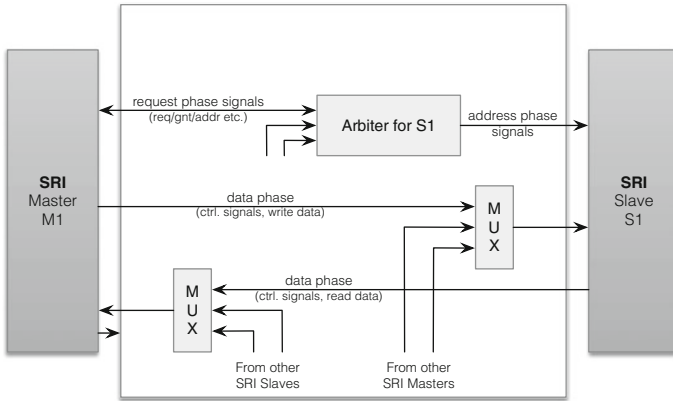 request phase signals
(req/gnt/addr etc.)
Arbiter for S1
address phase
signals
SRI
Master
M1
SRI
Slave
S1
data phase
(ctrl. signals, write data)
M
U
X
data phase
(ctrl. signals, read data)
M
U
X
From other
SRI Slaves
From other
SRI Masters